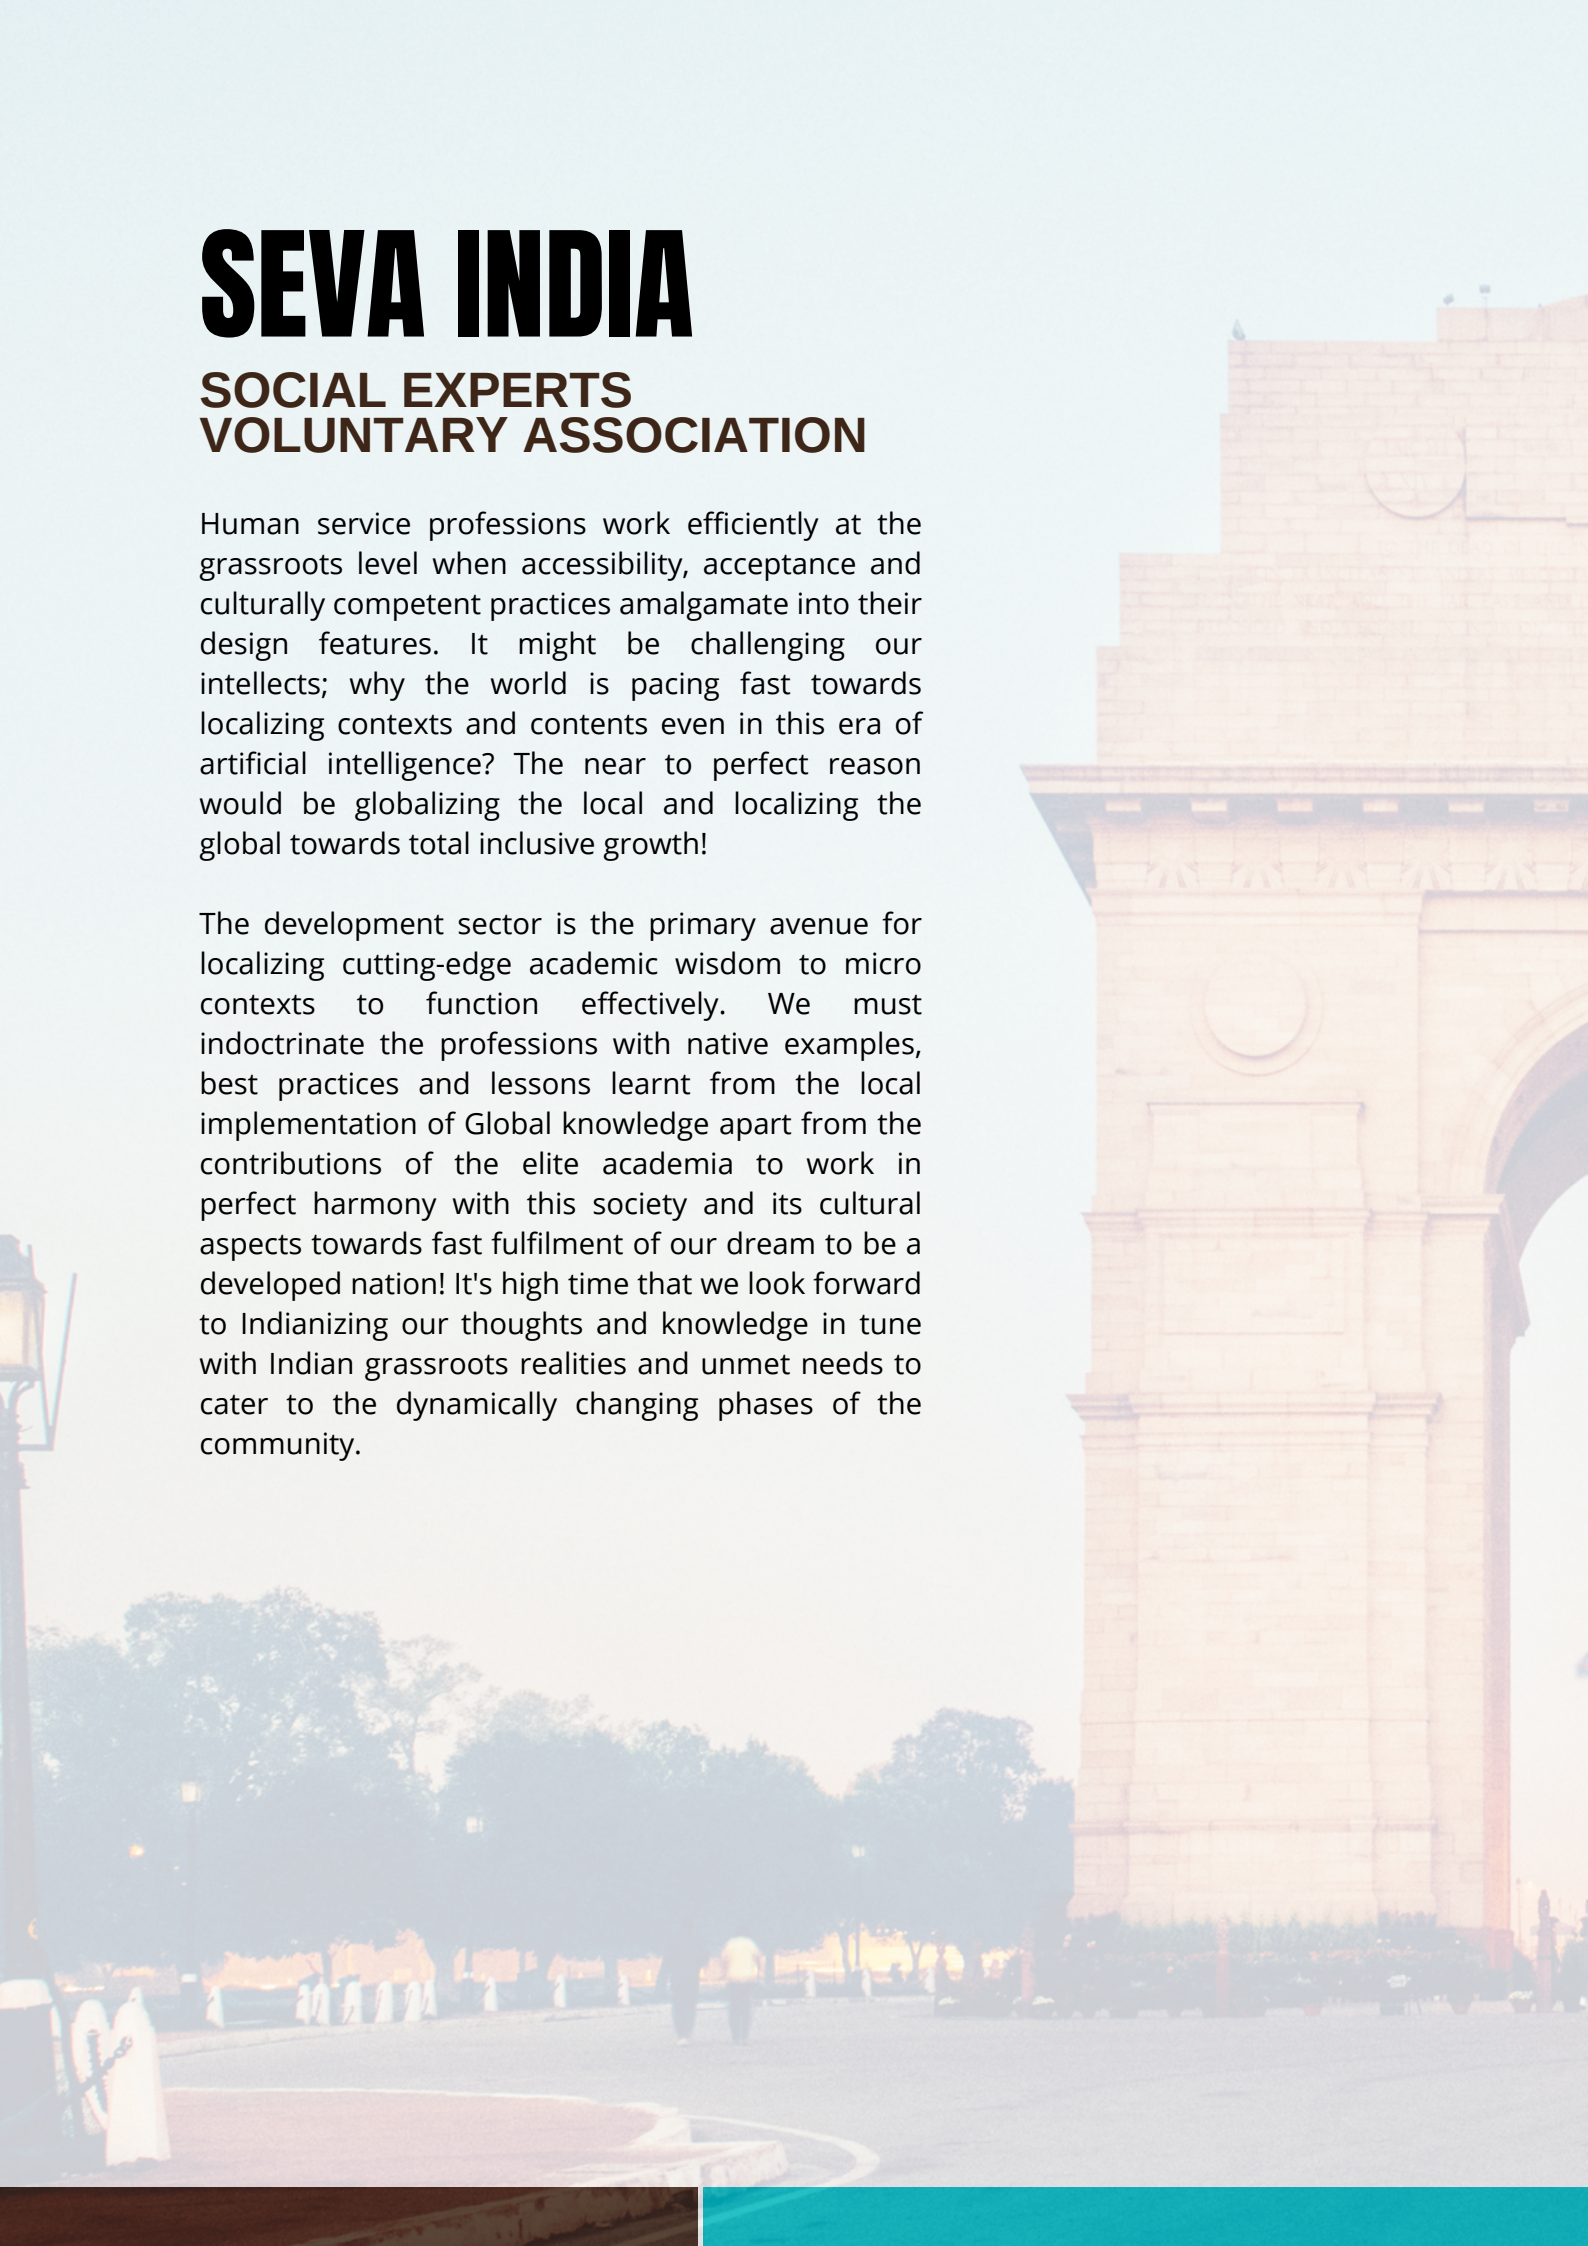 SEVA INDIA
SOCIAL EXPERTS
VOLUNTARY ASSOCIATION
Human service professions work efficiently at the
grassroots level when accessibility, acceptance and
culturally competent practices amalgamate into their
design features. It might be challenging our
intellects; why the world is pacing fast towards
localizing contexts and contents even in this era of
artificial intelligence? The near to perfect reason
would be globalizing the local and localizing the
global towards total inclusive growth!
The development sector is the primary avenue for
localizing cutting-edge academic wisdom to micro
contexts to function effectively. We must
indoctrinate the professions with native examples,
best practices and lessons learnt from the local
implementation of Global knowledge apart from the
contributions of the elite academia to work in
perfect harmony with this society and its cultural
aspects towards fast fulfilment of our dream to be a
developed nation! It's high time that we look forward
to Indianizing our thoughts and knowledge in tune
with Indian grassroots realities and unmet needs to
cater to the dynamically changing phases of the
community.